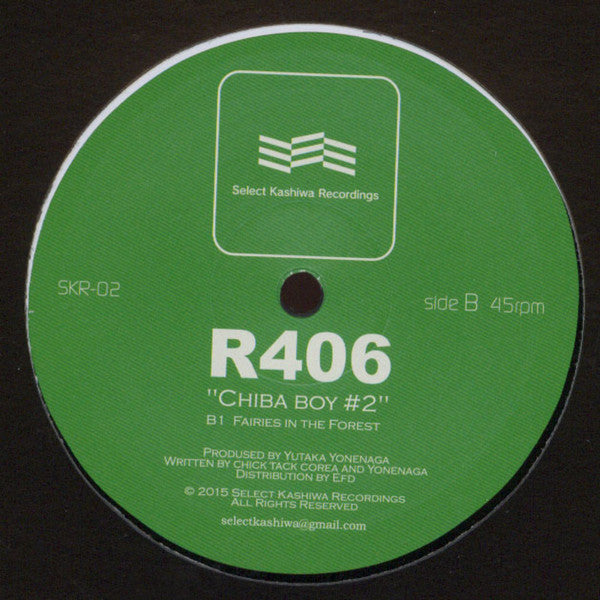 Select Kashiwa Recordings
SKR-02
side B 45rpm
R406
"CHIBA BOY #2"
B1 FAIRIES IN THE FOREST
PRODUSED BY YUTAKA YONENAGA
WRITTEN BY CHICK TACK COREA AND YONENAGA
DISTRIBUTION BY EFD
© 2015 SELECT KASHIWA RECORDINGS
ALL RIGHTS RESERVED
selectkashiwa@gmail.com